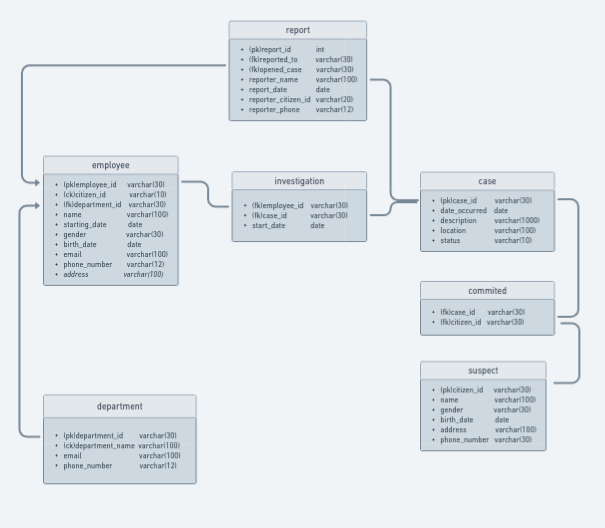 report
(pk)report_id int
(fk)reported_to varchar(30)
(fk)opened_case varchar(30)
reporter_name varchar(100)
report_date date
reporter_citizen_id varchar(20)
reporter_phone varchar(12)
employee
(pk)employee_id varchar(30)
(ck)citizen_id varchar(10)
(fk)department_id varchar(30)
name varchar(100)
starting_date date
gender varchar(30)
birth_date date
email varchar(100)
phone_number varchar(12)
address varchar(100)
investigation
(fk)employee_id varchar(30)
(fk)case_id varchar(30)
start_date date
case
(pk)case_id varchar(30)
date_occurred date
description varchar(1000)
location varchar(100)
status varchar(10)
commited
(fk)case_id varchar(30)
(fk)citizen_id varchar(30)
suspect
(pk)citizen_id varchar(30)
name varchar(100)
gender varchar(30)
birth_date date
address varchar(100)
phone_number varchar(30)
department
(pk)department_id varchar(30)
(ck)department_name varchar(100)
email varchar(100)
phone_number varchar(12)